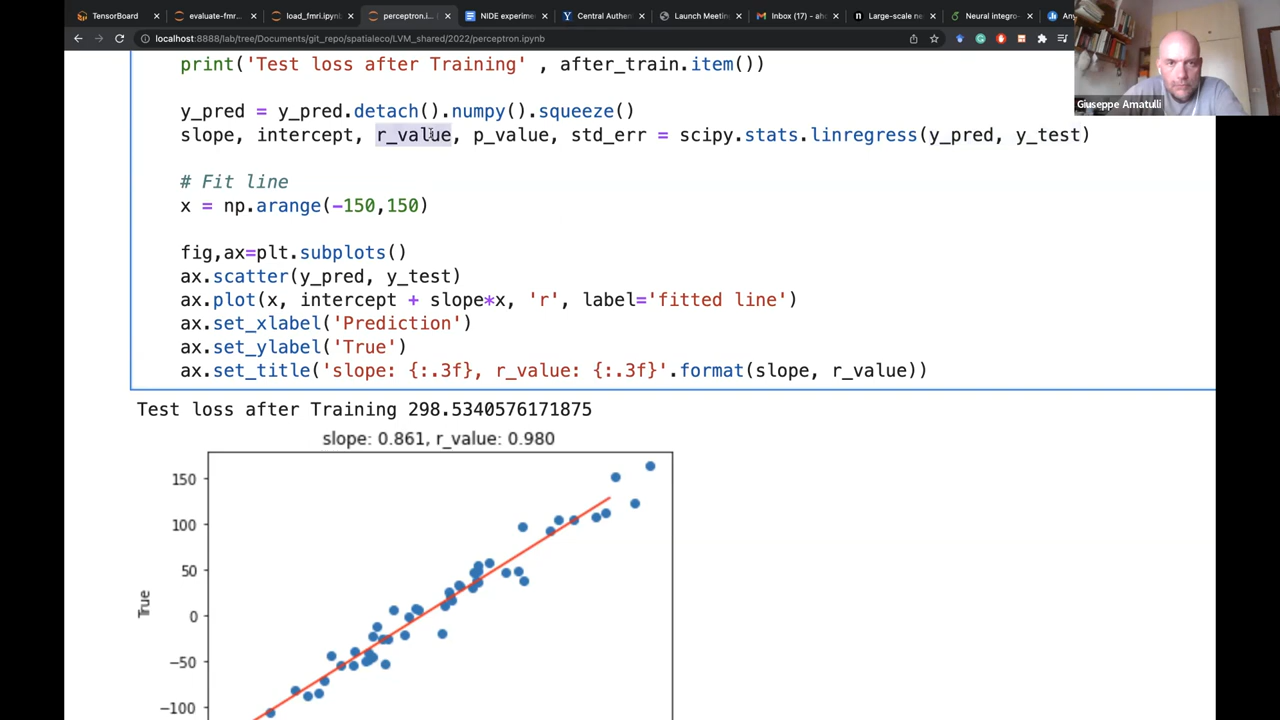 TensorBoard
evaluate-fmr...
load_fmri.ipynb
perceptron.i...
NIDE experimen
Central Authen
Launch Meeting
Inbox (17) - ah
Large-scale ne
Neural integro-
An
localhost:8888/lab/tree/Documents/git_repo/spatialeco/LVM_shared/2022/perceptron.ipynb
Giuseppe Amatulli
print('Test loss after Training' , after_train.item())
y_pred = y_pred.detach().numpy().squeeze()
slope, intercept, r_value, p_value, std_err = scipy.stats.linregress(y_pred, y_test)
# Fit line
x = np.arange(-150,150)
fig,ax=plt.subplots()
ax.scatter(y_pred, y_test)
ax.plot(x, intercept + slope*x, 'r', label='fitted line')
ax.set_xlabel('Prediction')
ax.set_ylabel('True')
ax.set_title('slope: {:.3f}, r_value: {:.3f}'.format(slope, r_value))
Test loss after Training 298.5340576171875
slope: 0.861, r_value: 0.980
150
100
50
0
−50
−100
True